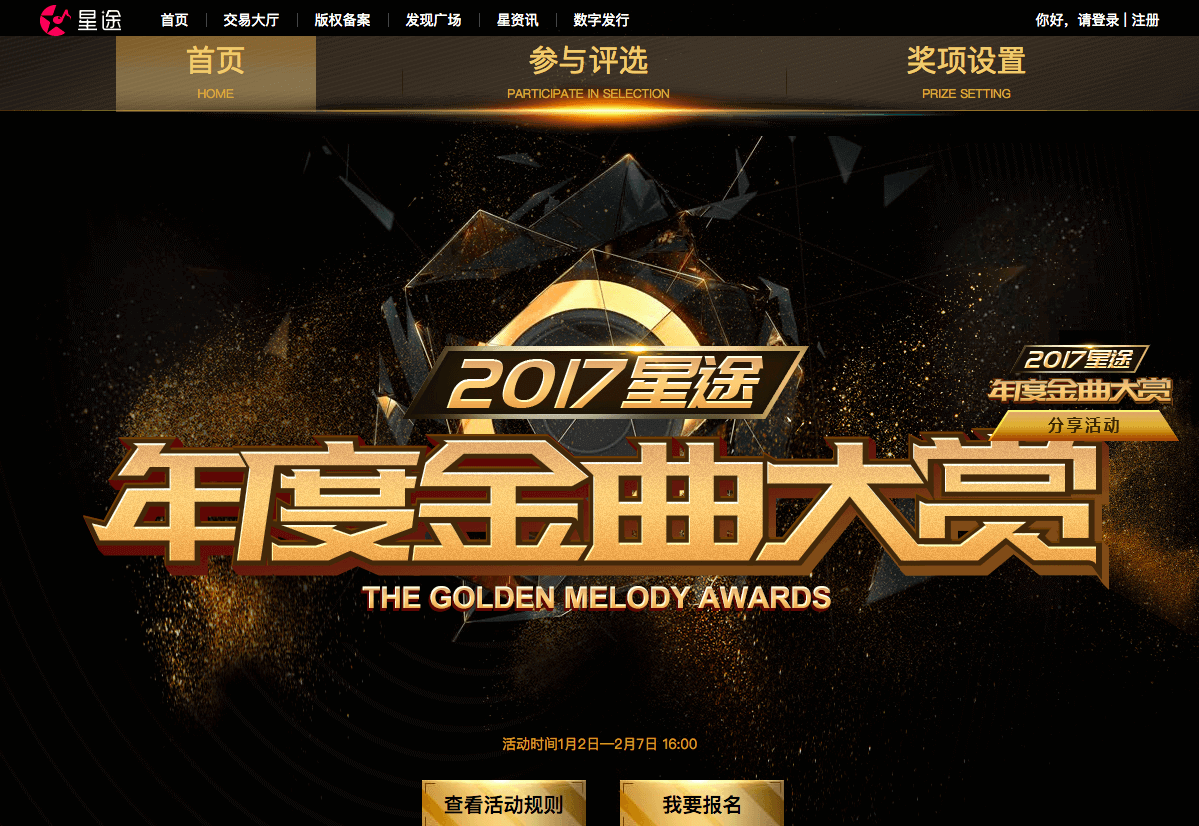 星途 首页 交易大厅 版权备案 发现广场 星资讯 数字发行 你好，请登录 | 注册
首页 参与评选 奖项设置
HOME PARTICIPATE IN SELECTION PRIZE SETTING
2017星途
年度金曲大赏
THE GOLDEN MELODY AWARDS
2017星途
年度金曲大赏
分享活动
活动时间1月2日—2月7日 16:00
查看活动规则 我要报名